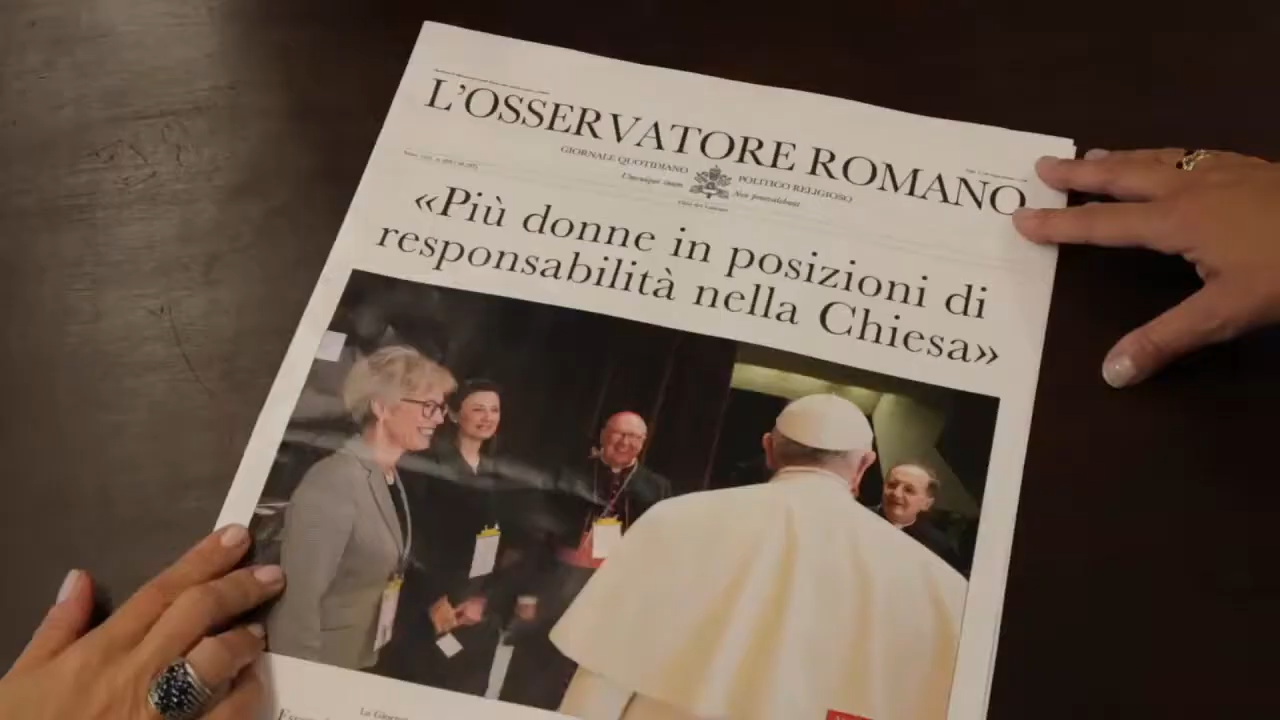 L'OSSERVATORE ROMANO
GIORNALE QUOTIDIANO POLITICO RELIGIOSO
Unicuique suum Non praevalebunt
«Più donne in posizioni di
responsabilità nella Chiesa»